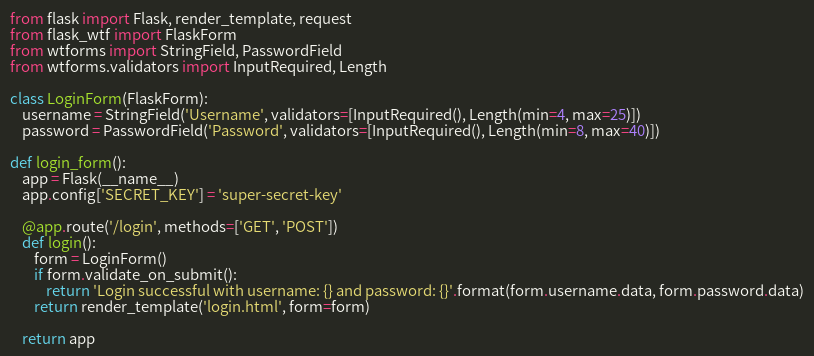 from flask import Flask, render_template, request
from flask_wtf import FlaskForm
from wtforms import StringField, PasswordField
from wtforms.validators import InputRequired, Length

class LoginForm(FlaskForm):
    username = StringField('Username', validators=[InputRequired(), Length(min=4, max=25)])
    password = PasswordField('Password', validators=[InputRequired(), Length(min=8, max=40)])

def login_form():
    app = Flask(__name__)
    app.config['SECRET_KEY'] = 'super-secret-key'

    @app.route('/login', methods=['GET', 'POST'])
    def login():
        form = LoginForm()
        if form.validate_on_submit():
            return 'Login successful with username: {} and password: {}'.format(form.username.data, form.password.data)
        return render_template('login.html', form=form)

    return app